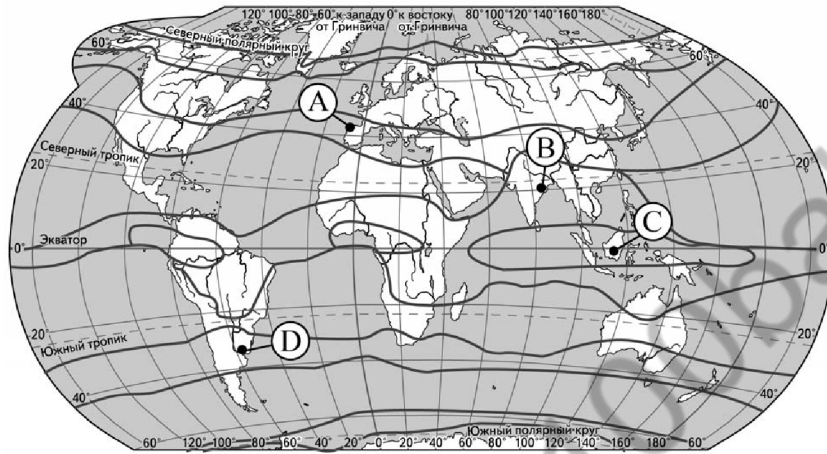 120° 100°-80°-60° к западу 0° к востоку 80° 100° 120° 140° 160° 180°
от Гринвича от Гринвича
Северный полярный круг
60°
60°
A
40°
40°
B
Северный тропик
20°
20°
C
Экватор
0°
0°
D
20°
20°
Южный тропик
40°
40°
Южный полярный круг
60° 120° 100° 80° 60° 40° 20° 0° 20° 40° 60° 80° 100° 120° 160° 180° 60°